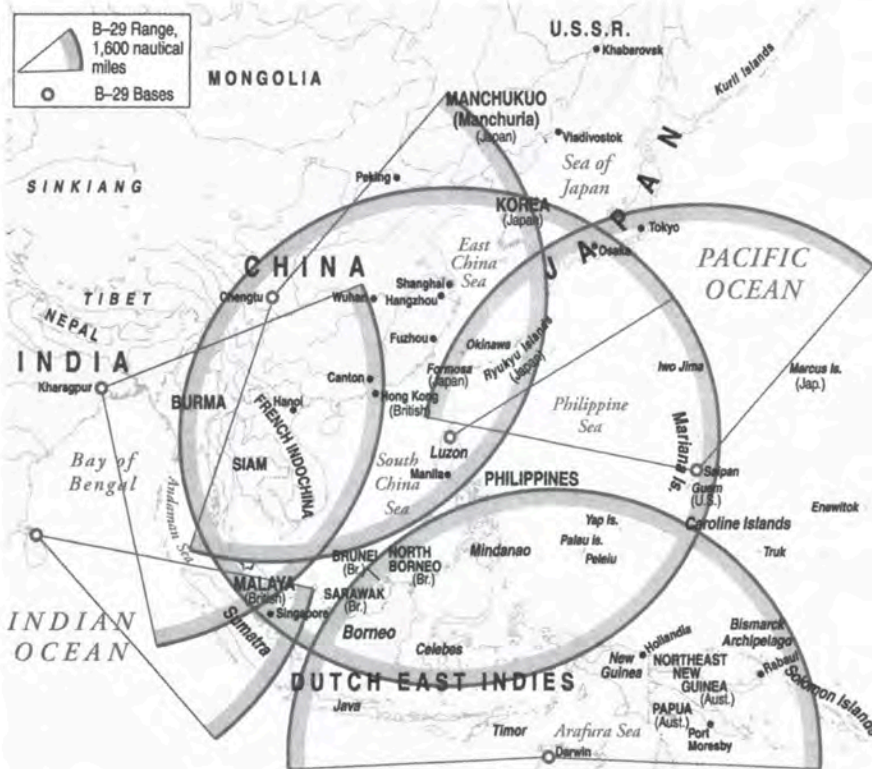 B–29 Range,
1,600 nautical
miles
B–29 Bases
U.S.S.R.
Khabarovsk
Kuril Islands
MONGOLIA
MANCHUKUO
(Manchuria)
(Japan)
Vladivostok
Sea of
Japan
JAPAN
SINKIANG
Peking
KOREA
(Japan)
Tokyo
Osaka
PACIFIC
OCEAN
East
China
Sea
CHINA
Shanghai
Hangzhou
Wuhan
Chengtu
TIBET
NEPAL
INDIA
Fuzhou
Okinawa
Ryukyu Islands
(Japan)
Formosa
(Japan)
Iwo Jima
Marcus Is.
(Jap.)
Kharagpur
Canton
Hong Kong
(British)
BURMA
Hanoi
FRENCH INDOCHINA
Philippine
Sea
Mariana Is.
Luzon
Bay of
Bengal
SIAM
South
China
Sea
Manila
PHILIPPINES
Saipan
Guam
(U.S.)
Andaman Sea
Caroline Islands
Eniwitok
Yap Is.
Palau Is.
Peleiu
Truk
BRUNEI
(Br.)
NORTH
BORNEO
(Br.)
Mindanao
MALAYA
(British)
SARAWAK
(Br.)
Singapore
Sumatra
INDIAN
OCEAN
Borneo
Celebes
Bismarck
Archipelago
Hollandia
New
Guinea
NORTHEAST
NEW
GUINEA
(Aust.)
Rabaul
Solomon Islands
DUTCH EAST INDIES
Java
PAPUA
(Aust.)
Port
Moresby
Timor
Arafura Sea
Darwin